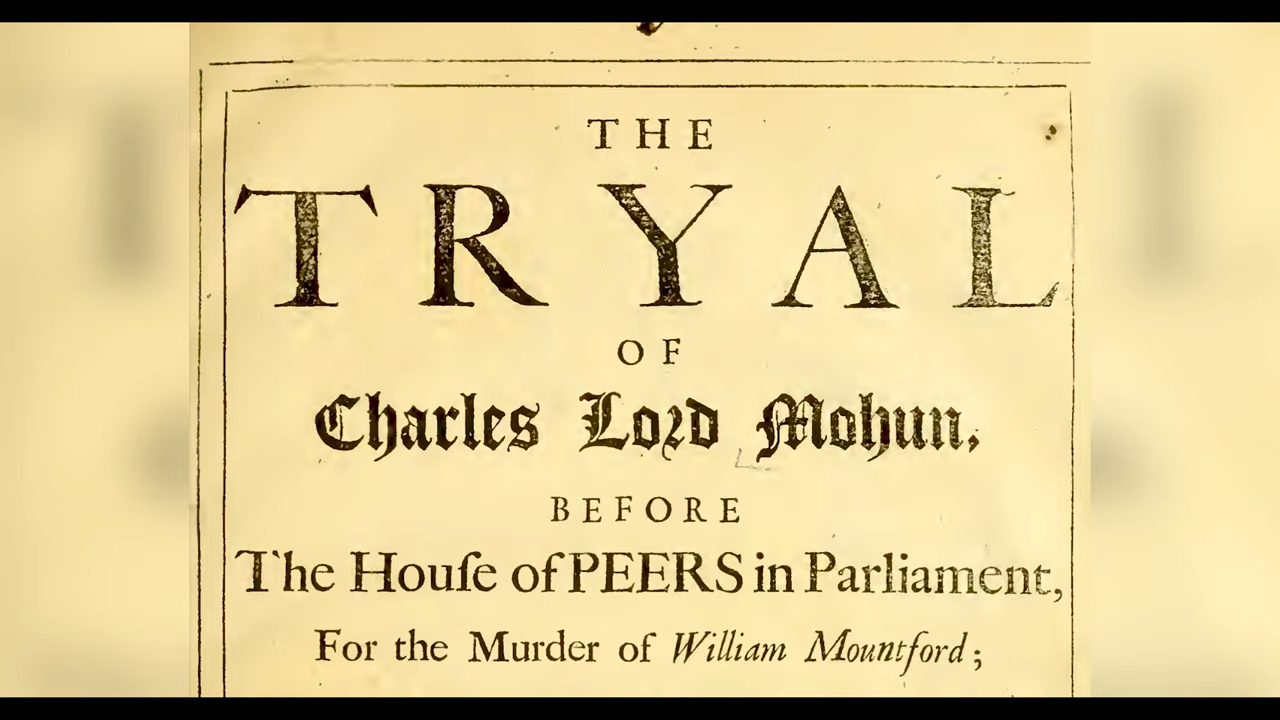 THE
TRYAL
OF
Charles Lord Mohun,
BEFORE
The Houſe of PEERS in Parliament,
For the Murder of William Mountford;